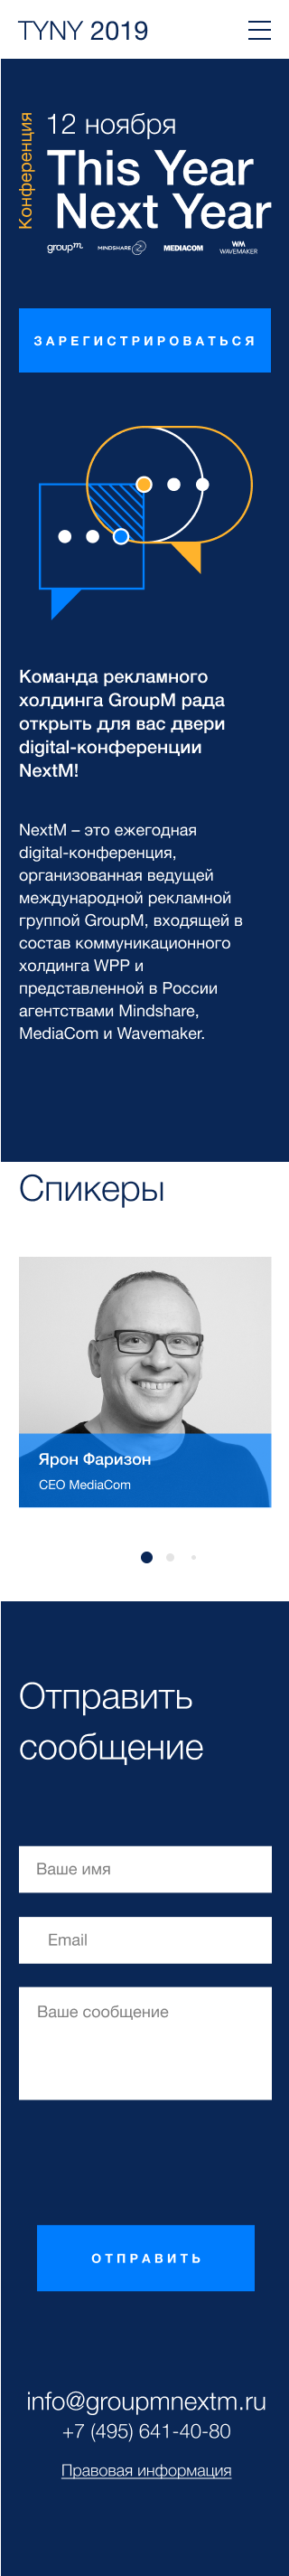 TYNY 2019
Конференция
12 ноября
This Year
Next Year
groupm MINDSHARE MEDIACOM WM WAVEMAKER
ЗАРЕГИСТРИРОВАТЬСЯ
Команда рекламного
холдинга GroupM рада
открыть для вас двери
digital-конференции
NextM!
NextM – это ежегодная
digital-конференция,
организованная ведущей
международной рекламной
группой GroupM, входящей в
состав коммуникационного
холдинга WPP и
представленной в России
агентствами Mindshare,
MediaCom и Wavemaker.
Спикеры
Ярон Фаризон
CEO MediaCom
Отправить
сообщение
Ваше имя
Email
Ваше сообщение
ОТПРАВИТЬ
info@groupmnextm.ru
+7 (495) 641-40-80
Правовая информация